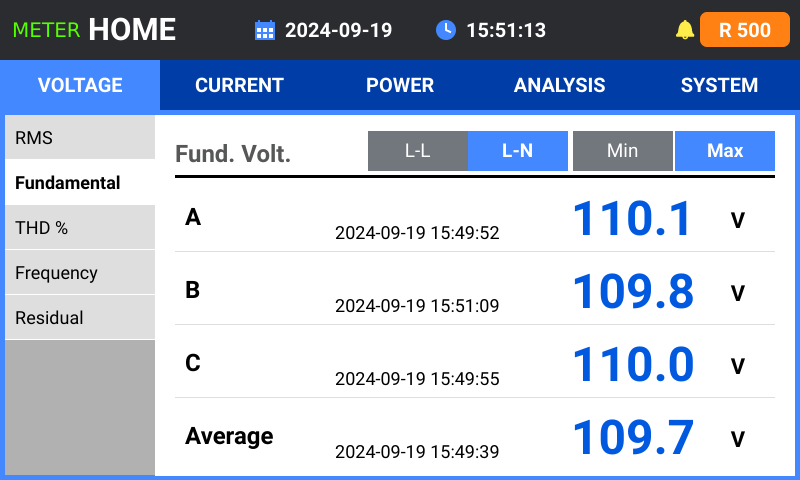 METER HOME 2024-09-19 15:51:13 R 500
VOLTAGE CURRENT POWER ANALYSIS SYSTEM
RMS
Fundamental
THD %
Frequency
Residual
Fund. Volt. L-L L-N Min Max
A 2024-09-19 15:49:52 110.1 V
B 2024-09-19 15:51:09 109.8 V
C 2024-09-19 15:49:55 110.0 V
Average 2024-09-19 15:49:39 109.7 V